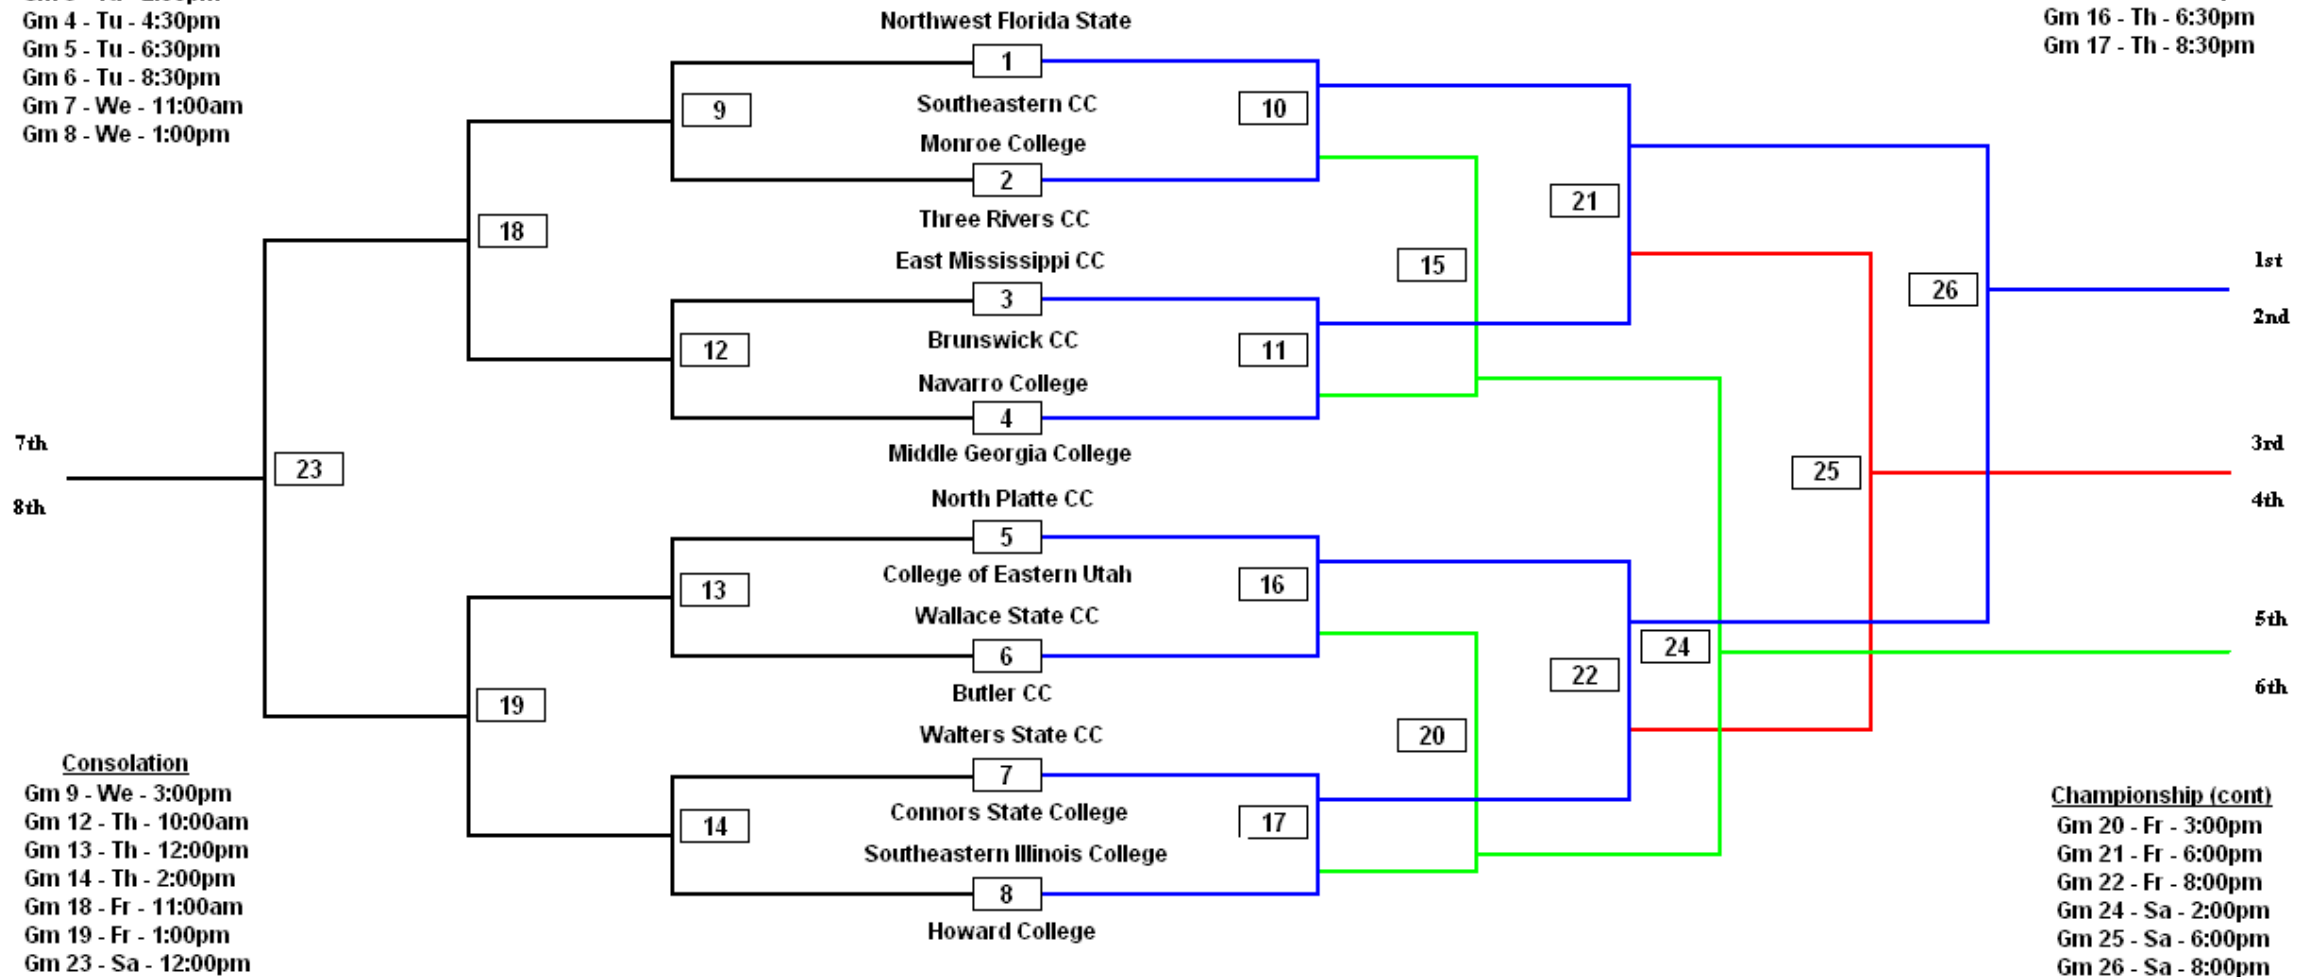 Gm 4 - Tu - 4:30pm
Gm 5 - Tu - 6:30pm
Gm 6 - Tu - 8:30pm
Gm 7 - We - 11:00am
Gm 8 - We - 1:00pm
Gm 16 - Th - 6:30pm
Gm 17 - Th - 8:30pm
Northwest Florida State
1
Southeastern CC
9
10
Monroe College
2
Three Rivers CC
21
18
East Mississippi CC
15
3
Brunswick CC
12
11
Navarro College
4
Middle Georgia College
26
1st
2nd
7th
23
8th
25
3rd
4th
North Platte CC
5
College of Eastern Utah
13
16
Wallace State CC
6
Butler CC
24
22
5th
6th
19
Walters State CC
20
7
Connors State College
14
17
Southeastern Illinois College
8
Howard College
Consolation
Gm 9 - We - 3:00pm
Gm 12 - Th - 10:00am
Gm 13 - Th - 12:00pm
Gm 14 - Th - 2:00pm
Gm 18 - Fr - 11:00am
Gm 19 - Fr - 1:00pm
Gm 23 - Sa - 12:00pm
Championship (cont)
Gm 20 - Fr - 3:00pm
Gm 21 - Fr - 6:00pm
Gm 22 - Fr - 8:00pm
Gm 24 - Sa - 2:00pm
Gm 25 - Sa - 6:00pm
Gm 26 - Sa - 8:00pm